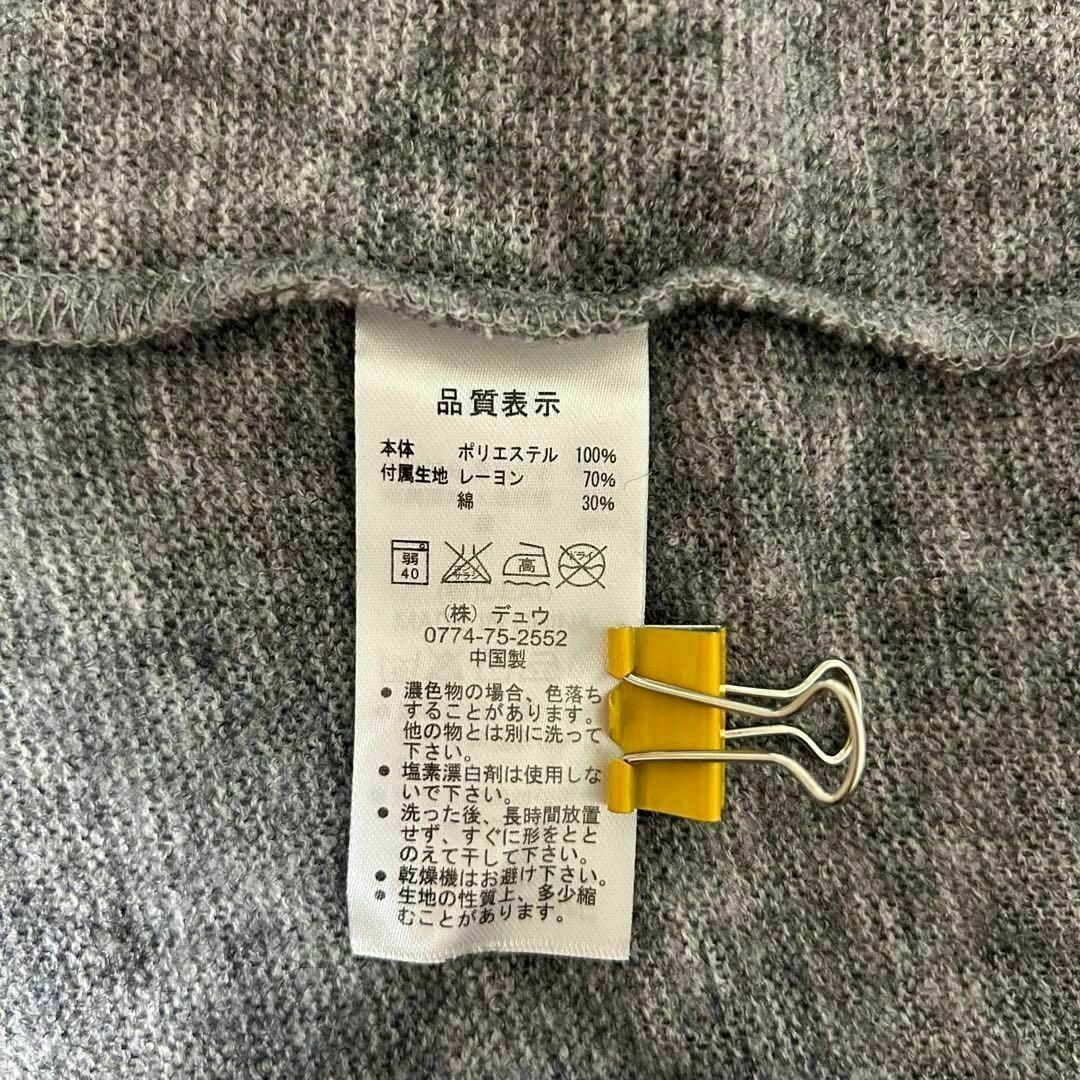 品質表示
本体 ポリエステル 100%
付属生地 レーヨン 70%
綿 30%
弱 40 サラシ 高 ドライ
(株) デュウ
0774-75-2552
中国製
● 濃色物の場合、色落ち
することがあります。
他の物とは別に洗って
下さい。
● 塩素漂白剤は使用しな
いで下さい。
● 洗った後、長時間放置
せず、すぐに形をとと
のえて干して下さい。
● 乾燥機はお避け下さい。
● 生地の性質上、多少縮
むことがあります。